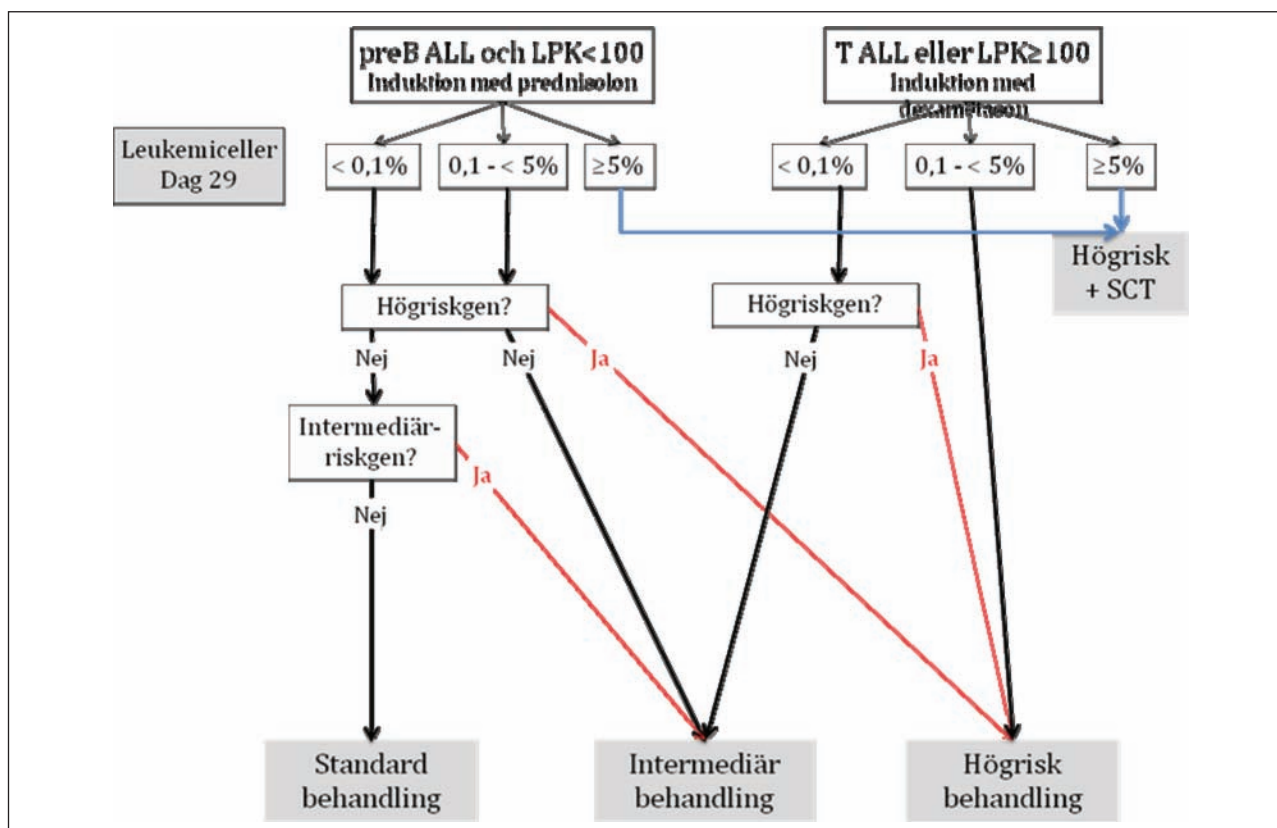 preB ALL och LPK<100
Induktion med prednisolon
T ALL eller LPK≥100
Induktion med
dexametason
Leukemiceller
Dag 29
< 0,1%
0,1 - < 5%
≥5%
< 0,1%
0,1 - < 5%
≥5%
Högrisk
+ SCT
Högriskgen?
Högriskgen?
Nej
Nej
Ja
Nej
Ja
Intermediär-
riskgen?
Ja
Nej
Standard
behandling
Intermediär
behandling
Högrisk
behandling